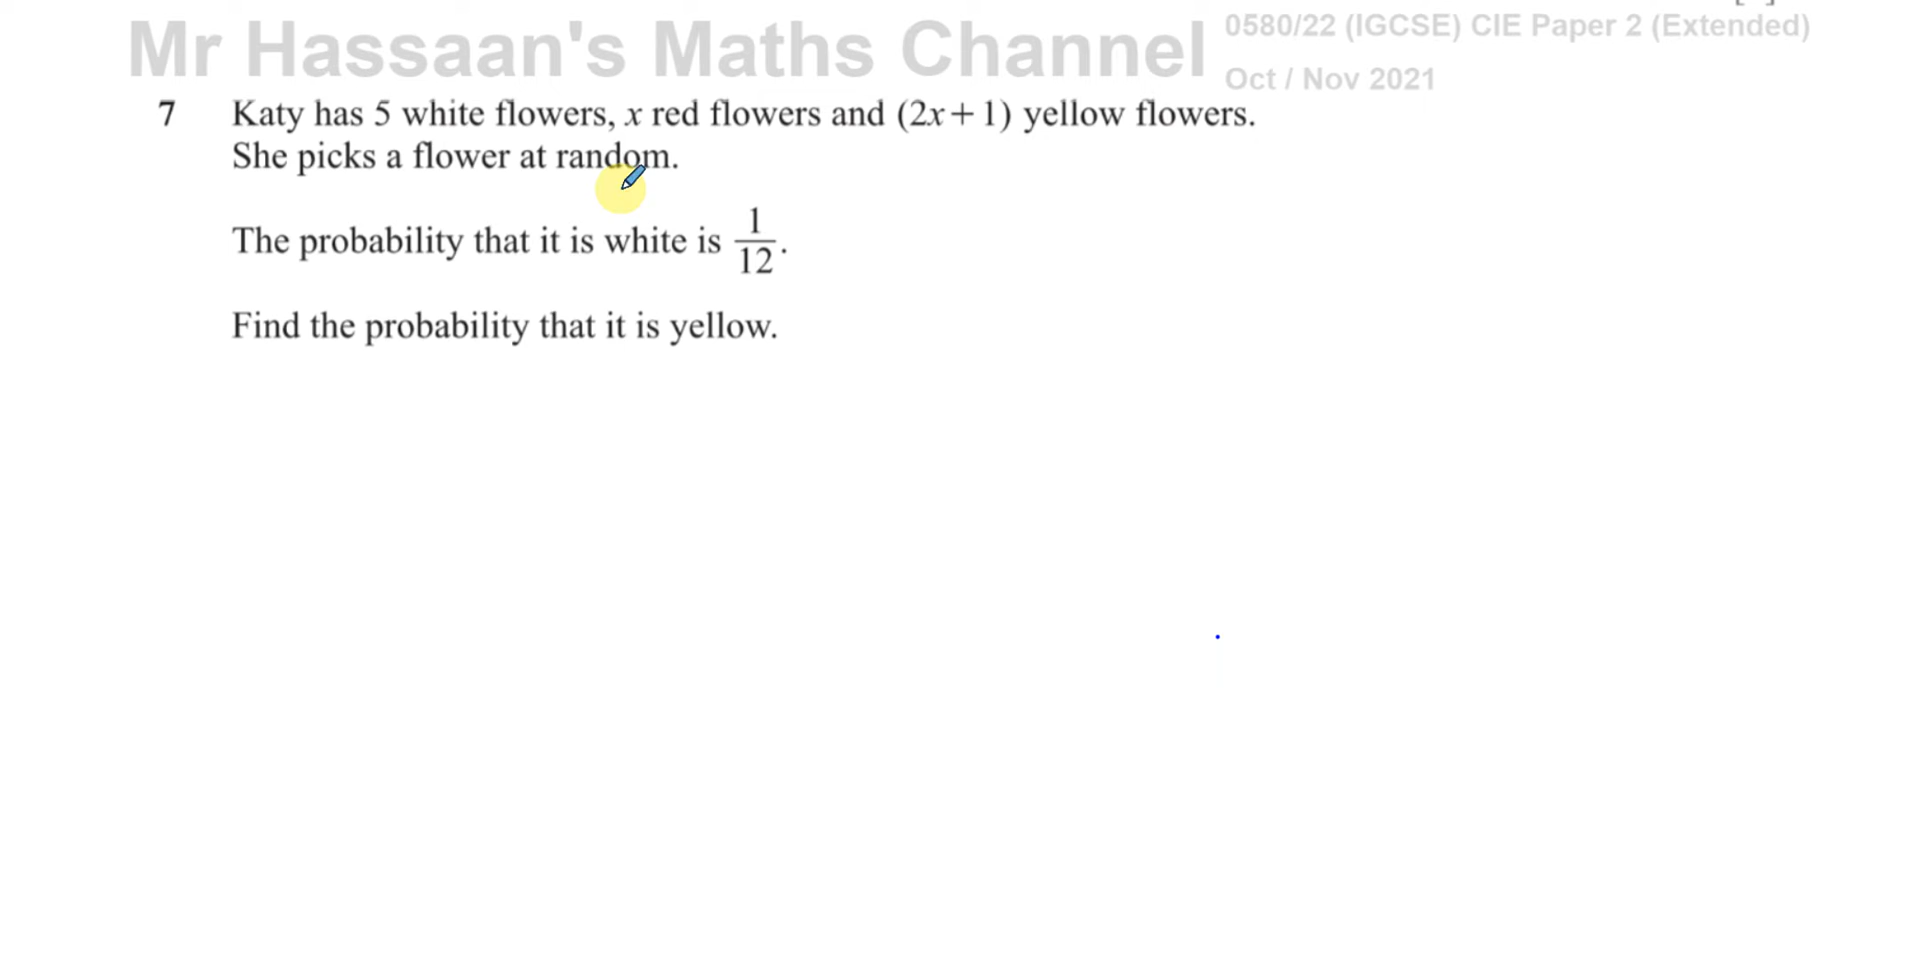 Mr Hassaan's Maths Channel
0580/22 (IGSCE) CIE Paper 2 (Extended)
Oct / Nov 2021
7 Katy has 5 white flowers, x red flowers and (2x+1) yellow flowers.
She picks a flower at random.
The probability that it is white is 1/12.
Find the probability that it is yellow.